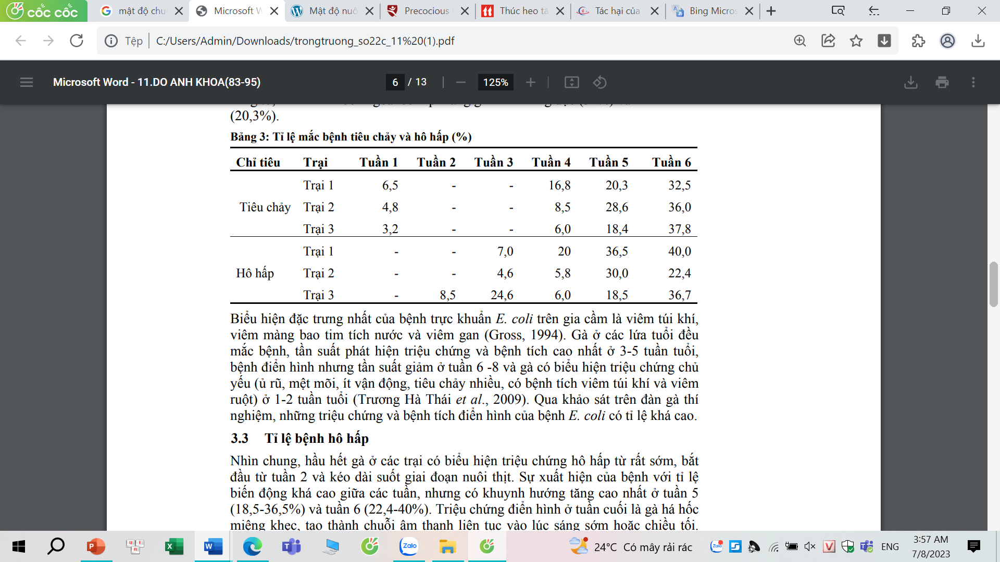 cốc cốc
mật độ chu
Microsoft W
Mật độ nuô
Precocious
Thúc heo tă
Tác hại của
Bing Micros
Tệp
C:/Users/Admin/Downloads/trongtruong_so22c_11%20(1).pdf
Microsoft Word - 11.DO ANH KHOA(83-95)
6 / 13
125%
(20,3%).
Bảng 3: Tỉ lệ mắc bệnh tiêu chảy và hô hấp (%)
Chỉ tiêu Trại Tuần 1 Tuần 2 Tuần 3 Tuần 4 Tuần 5 Tuần 6
Trại 1 6,5 - - 16,8 20,3 32,5
Tiêu chảy Trại 2 4,8 - - 8,5 28,6 36,0
Trại 3 3,2 - - 6,0 18,4 37,8
Trại 1 - - 7,0 20 36,5 40,0
Hô hấp Trại 2 - - 4,6 5,8 30,0 22,4
Trại 3 - 8,5 24,6 6,0 18,5 36,7
Biểu hiện đặc trưng nhất của bệnh trực khuẩn E. coli trên gia cầm là viêm túi khí,
viêm màng bao tim tích nước và viêm gan (Gross, 1994). Gà ở các lứa tuổi đều
mắc bệnh, tần suất phát hiện triệu chứng và bệnh tích cao nhất ở 3-5 tuần tuổi,
bệnh điển hình nhưng tần suất giảm ở tuần 6 -8 và gà có biểu hiện triệu chứng chủ
yếu (ủ rũ, mệt mõi, ít vận động, tiêu chảy nhiều, có bệnh tích viêm túi khí và viêm
ruột) ở 1-2 tuần tuổi (Trương Hà Thái et al., 2009). Qua khảo sát trên đàn gà thí
nghiệm, những triệu chứng và bệnh tích điển hình của bệnh E. coli có tỉ lệ khá cao.
3.3 Tỉ lệ bệnh hô hấp
Nhìn chung, hầu hết gà ở các trại có biểu hiện triệu chứng hô hấp từ rất sớm, bắt
đầu từ tuần 2 và kéo dài suốt giai đoạn nuôi thịt. Sự xuất hiện của bệnh với tỉ lệ
biến động khá cao giữa các tuần, nhưng có khuynh hướng tăng cao nhất ở tuần 5
(18,5-36,5%) và tuần 6 (22,4-40%). Triệu chứng điển hình ở tuần cuối là gà há hốc
miệng khẹc, tạo thành chuỗi âm thanh liên tục vào lúc sáng sớm hoặc chiều tối.
Zalo
24°C Có mây rải rác
ENG
3:57 AM
7/8/2023